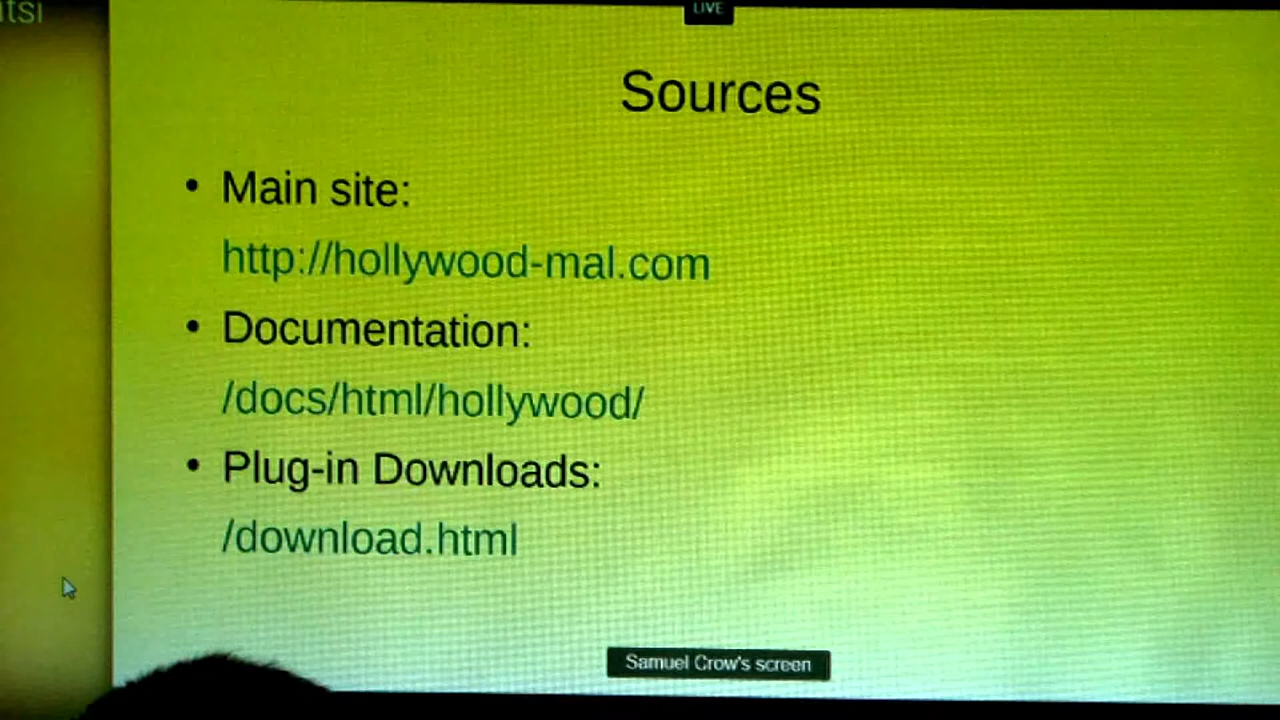 LIVE
Sources
• Main site:
http://hollywood-mal.com
• Documentation:
/docs/html/hollywood/
• Plug-in Downloads:
/download.html
Samuel Crow's screen